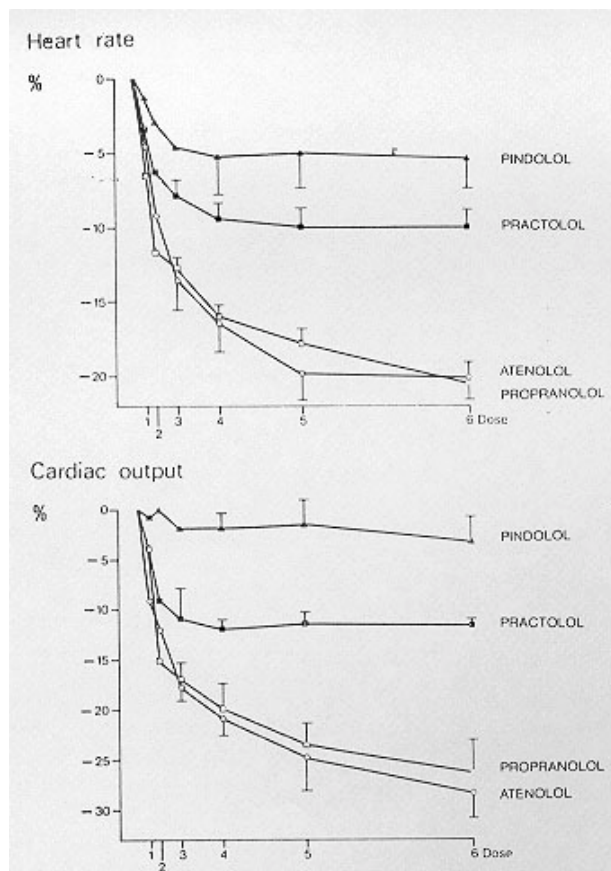 Heart rate
%
0
−5
−10
−15
−20
PINDOLOL
PRACTOLOL
ATENOLOL
PROPRANOLOL
1 2 3 4 5 6 Dose
Cardiac output
%
0
−5
−10
−15
−20
−25
−30
PINDOLOL
PRACTOLOL
PROPRANOLOL
ATENOLOL
1 2 3 4 5 6 Dose